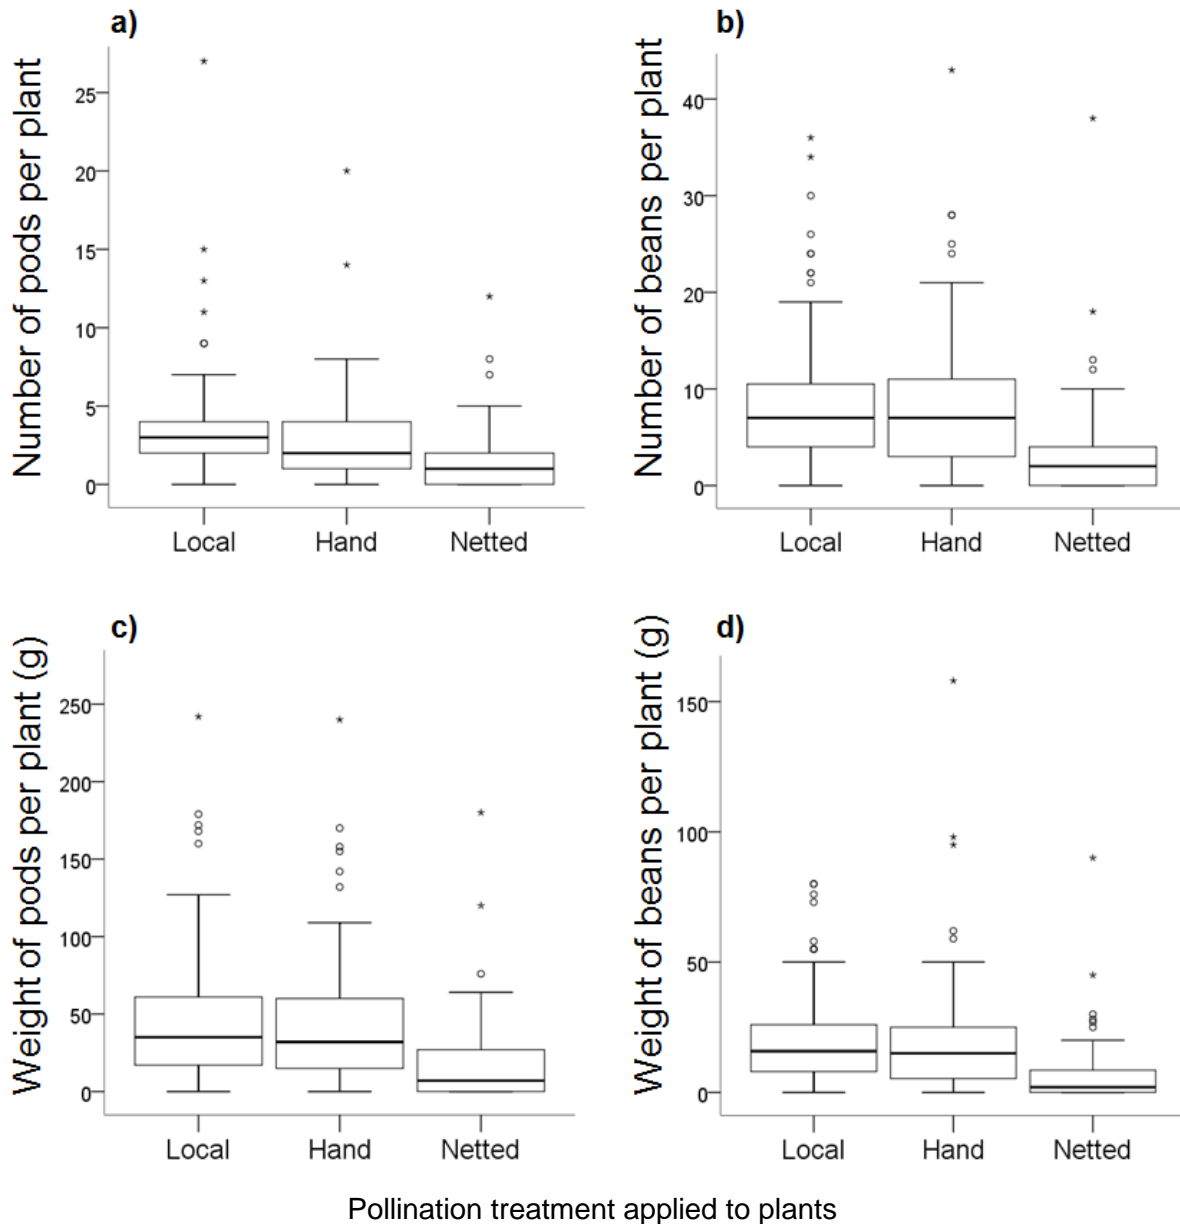 a)
Number of pods per plant
25
20
15
10
5
0
Local Hand Netted
b)
Number of beans per plant
40
30
20
10
0
Local Hand Netted
c)
Weight of pods per plant (g)
250
200
150
100
50
0
Local Hand Netted
d)
Weight of beans per plant (g)
150
100
50
0
Local Hand Netted
Pollination treatment applied to plants